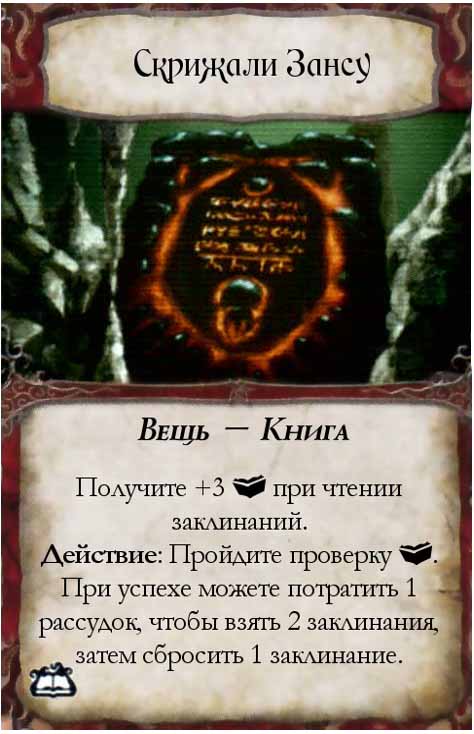 Скрижали Зансу
Вещь – Книга
Получите +3 при чтении
заклинаний.
Действие: Пройдите проверку .
При успехе можете потратить 1
рассудок, чтобы взять 2 заклинания,
затем сбросить 1 заклинание.